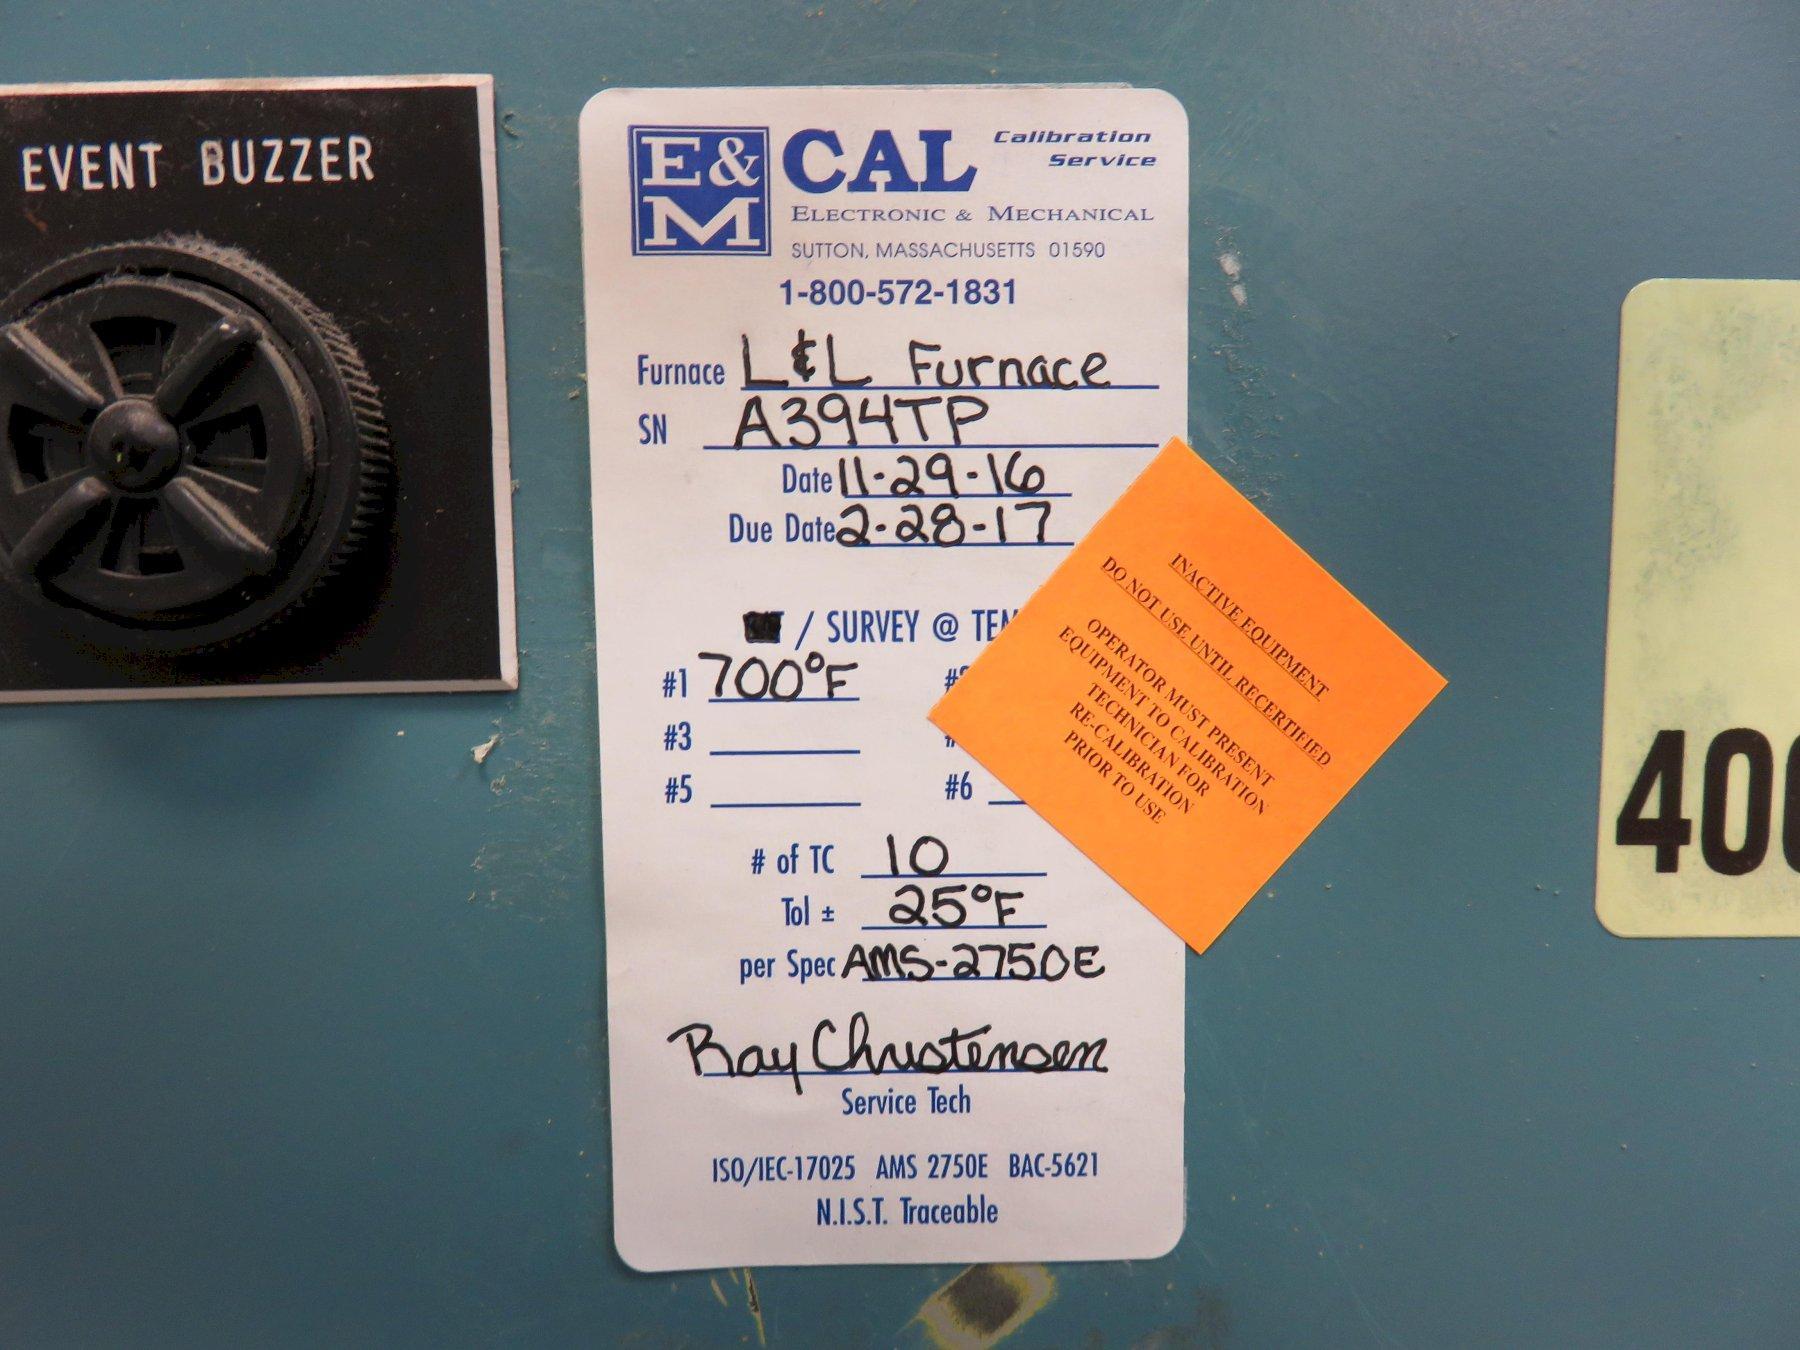 EVENT BUZZER
E&M CAL Calibration Service
ELECTRONIC & MECHANICAL
SUTTON, MASSACHUSETTS 01590
1-800-572-1831
Furnace L&L Furnace
SN A394TP
Date 11-29-16
Due Date 2-28-17
/ SURVEY @
#1 700°F
#3
#5 #6
# of TC 10
Tol ± 25°F
per Spec AMS-2750E
Ray Christensen
Service Tech
ISO/IEC-17025 AMS 2750E BAC-5621
N.I.S.T. Traceable
INACTIVE EQUIPMENT
DO NOT USE UNTIL RECERTIFIED
OPERATOR MUST PRESENT
EQUIPMENT TO CALIBRATION
TECHNICIAN FOR
RE-CALIBRATION
PRIOR TO USE